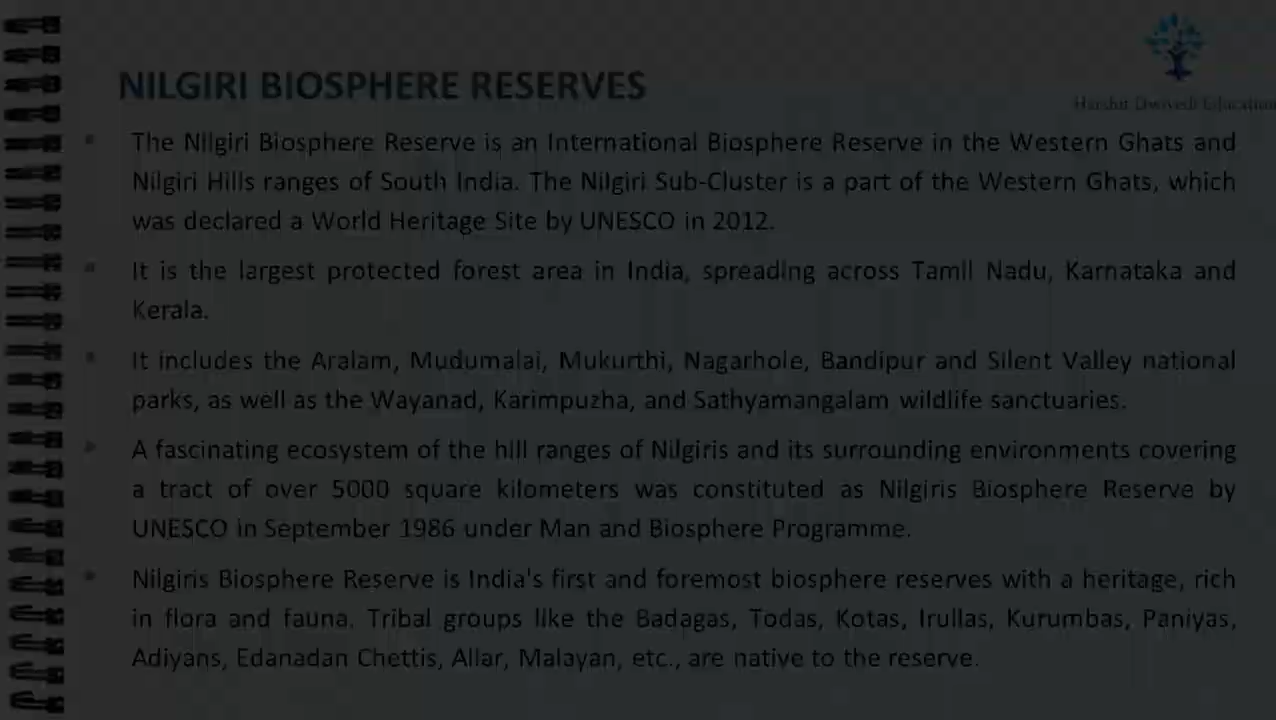 NILGIRI BIOSPHERE RESERVES
Harshit Dwivedi Education
The Nilgiri Biosphere Reserve is an International Biosphere Reserve in the Western Ghats and
Nilgiri Hills ranges of South India. The Nilgiri Sub-Cluster is a part of the Western Ghats, which
was declared a World Heritage Site by UNESCO in 2012.
It is the largest protected forest area in India, spreading across Tamil Nadu, Karnataka and
Kerala.
It includes the Aralam, Mudumalai, Mukurthi, Nagarhole, Bandipur and Silent Valley national
parks, as well as the Wayanad, Karimpuzha, and Sathyamangalam wildlife sanctuaries.
A fascinating ecosystem of the hill ranges of Nilgiris and its surrounding environments covering
a tract of over 5000 square kilometers was constituted as Nilgiris Biosphere Reserve by
UNESCO in September 1986 under Man and Biosphere Programme.
Nilgiris Biosphere Reserve is India's first and foremost biosphere reserves with a heritage, rich
in flora and fauna. Tribal groups like the Badagas, Todas, Kotas, Irullas, Kurumbas, Paniyas,
Adiyans, Edanadan Chettis, Allar, Malayan, etc., are native to the reserve.